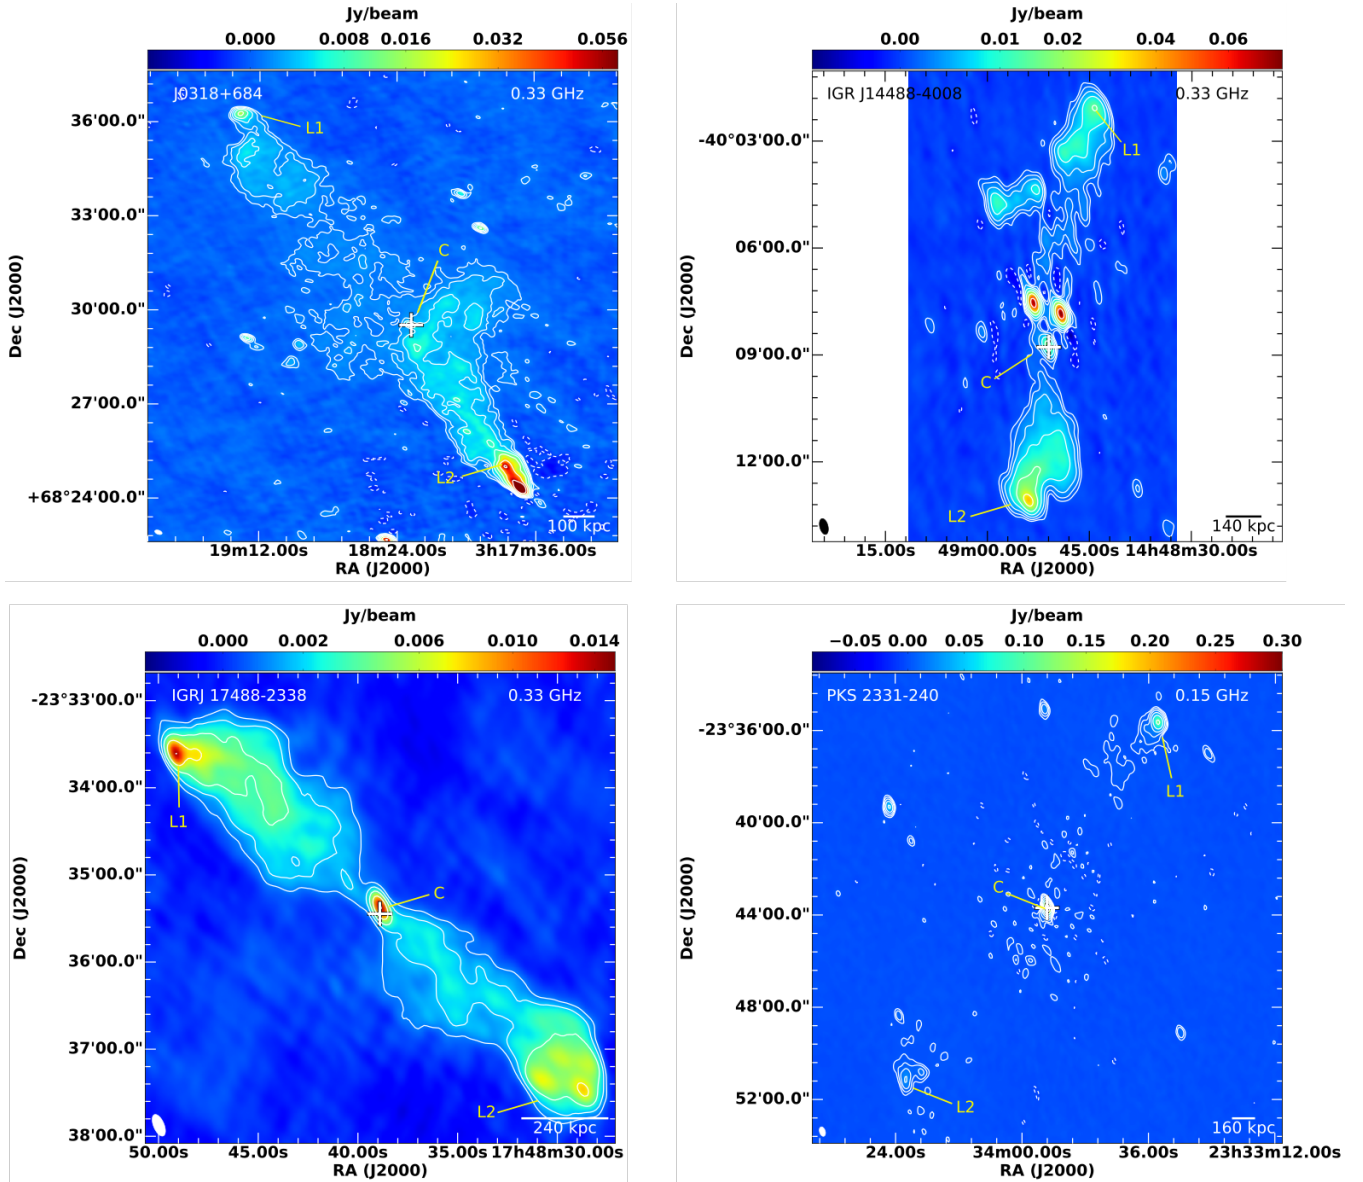 Jy/beam
0.000 0.008 0.016 0.032 0.056
J0318+684 0.33 GHz
36'00.0"
L1
33'00.0"
C
30'00.0"
27'00.0"
L2
+68°24'00.0"
100 kpc
19m12.00s 18m24.00s 3h17m36.00s
RA (J2000)
Dec (J2000)
Jy/beam
0.00 0.01 0.02 0.04 0.06
IGR J14488-4008 0.33 GHz
-40°03'00.0"
L1
06'00.0"
09'00.0"
C
12'00.0"
L2
140 kpc
15.00s 49m00.00s 45.00s 14h48m30.00s
RA (J2000)
Dec (J2000)
Jy/beam
0.000 0.002 0.006 0.010 0.014
IGRJ 17488-2338 0.33 GHz
-23°33'00.0"
34'00.0"
L1
35'00.0"
C
36'00.0"
37'00.0"
L2
240 kpc
38'00.0"
50.00s 45.00s 40.00s 35.00s 17h48m30.00s
RA (J2000)
Dec (J2000)
Jy/beam
−0.05 0.00 0.05 0.10 0.15 0.20 0.25 0.30
PKS 2331-240 0.15 GHz
-23°36'00.0"
L1
40'00.0"
C
44'00.0"
48'00.0"
52'00.0"
L2
160 kpc
24.00s 34m00.00s 36.00s 23h33m12.00s
RA (J2000)
Dec (J2000)